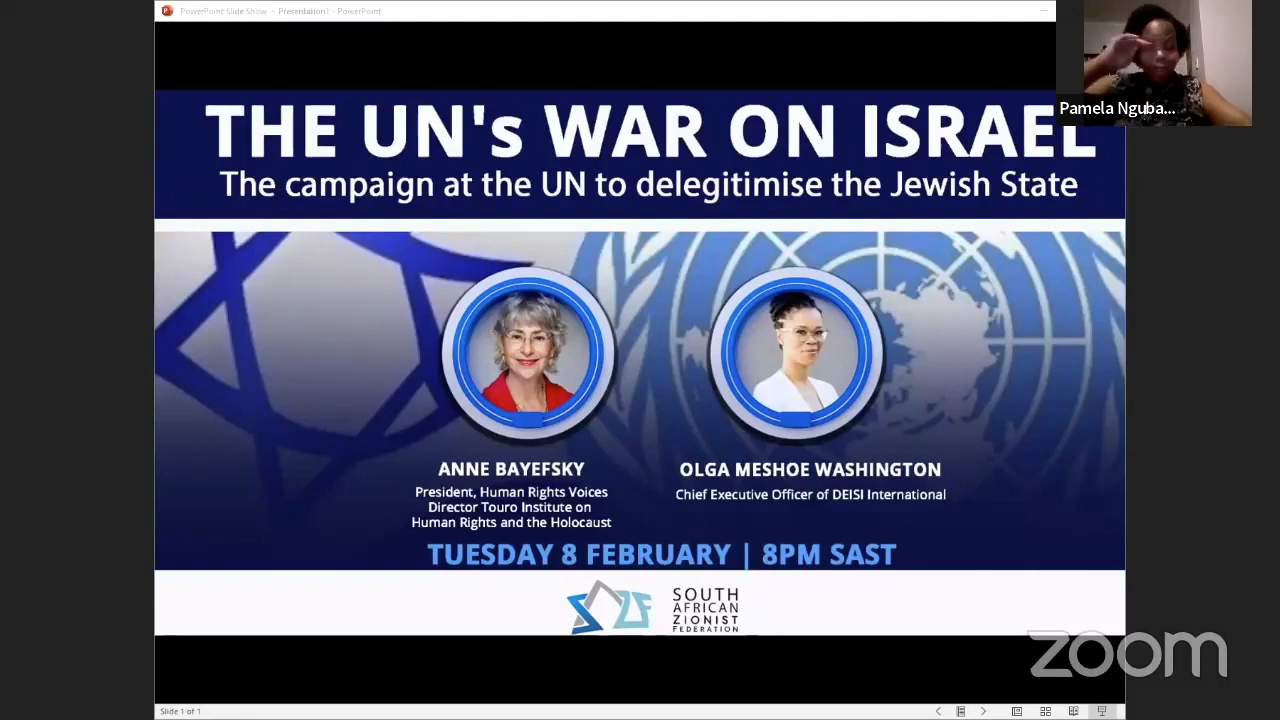 PowerPoint Slide Show - Presentation1 - PowerPoint
Pamela Nguba...
THE UN's WAR ON ISRAEL
The campaign at the UN to delegitimise the Jewish State
ANNE BAYEFSKY
President, Human Rights Voices
Director Touro Institute on
Human Rights and the Holocaust
OLGA MESHOE WASHINGTON
Chief Executive Officer of DEISI International
TUESDAY 8 FEBRUARY | 8PM SAST
SZF
SOUTH
AFRICAN
ZIONIST
FEDERATION
zoom
Slide 1 of 1